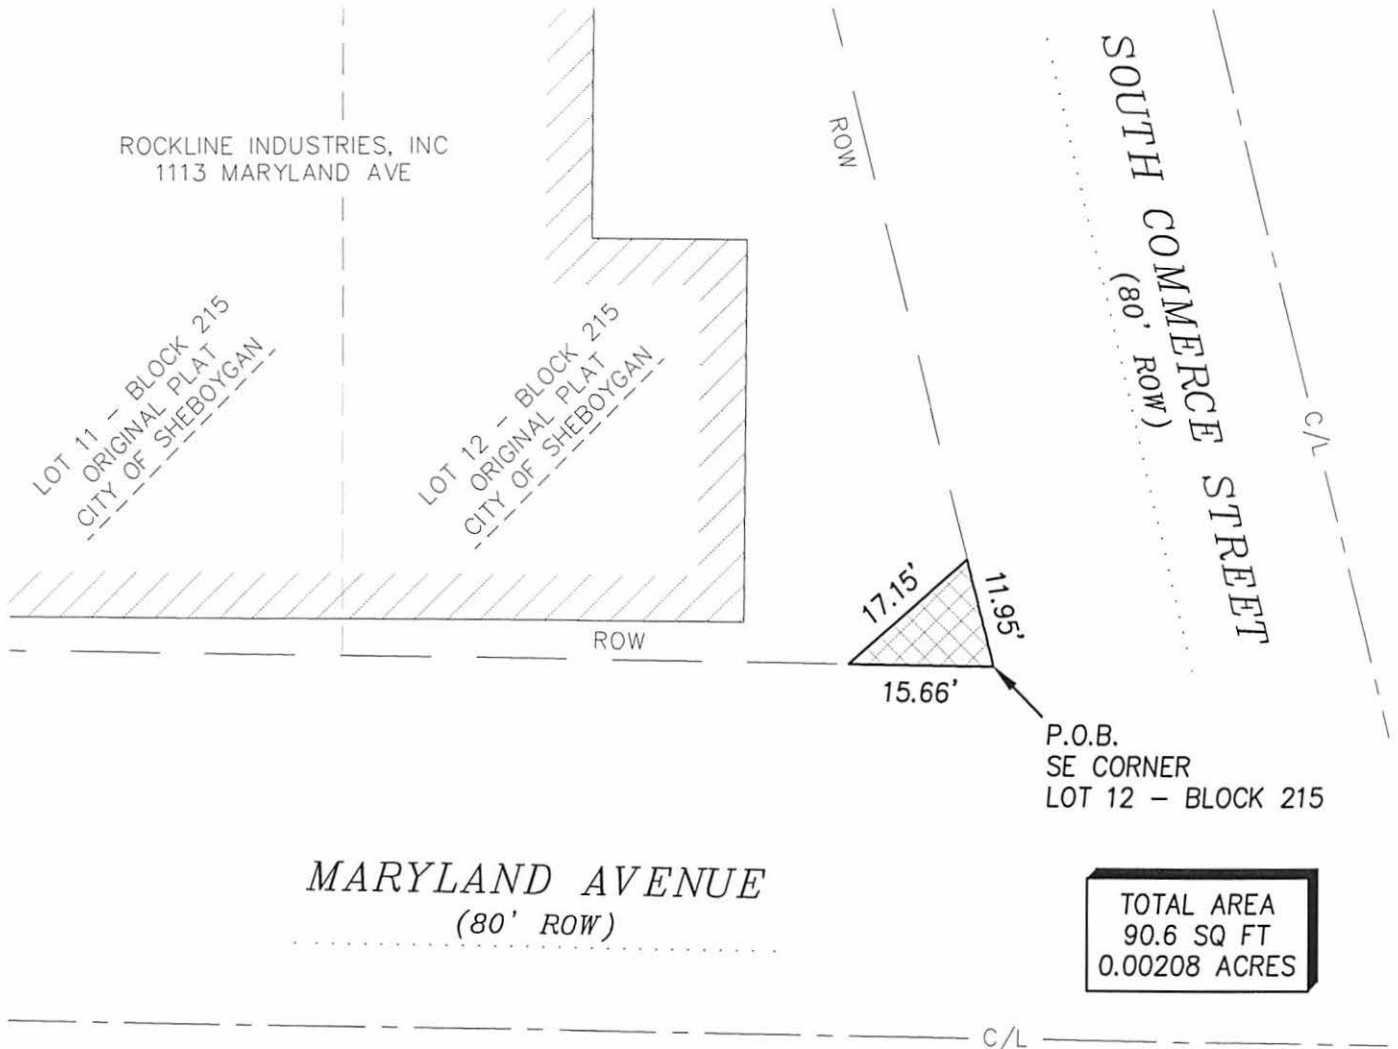 ROCKLINE INDUSTRIES, INC
1113 MARYLAND AVE
ROW
SOUTH COMMERCE STREET
(80' ROW)
C/L
LOT 11 - BLOCK 215
ORIGINAL PLAT
CITY OF SHEBOYGAN
LOT 12 - BLOCK 215
ORIGINAL PLAT
CITY OF SHEBOYGAN
17.15'
11.95'
15.66'
ROW
P.O.B.
SE CORNER
LOT 12 - BLOCK 215
MARYLAND AVENUE
(80' ROW)
TOTAL AREA
90.6 SQ FT
0.00208 ACRES
C/L